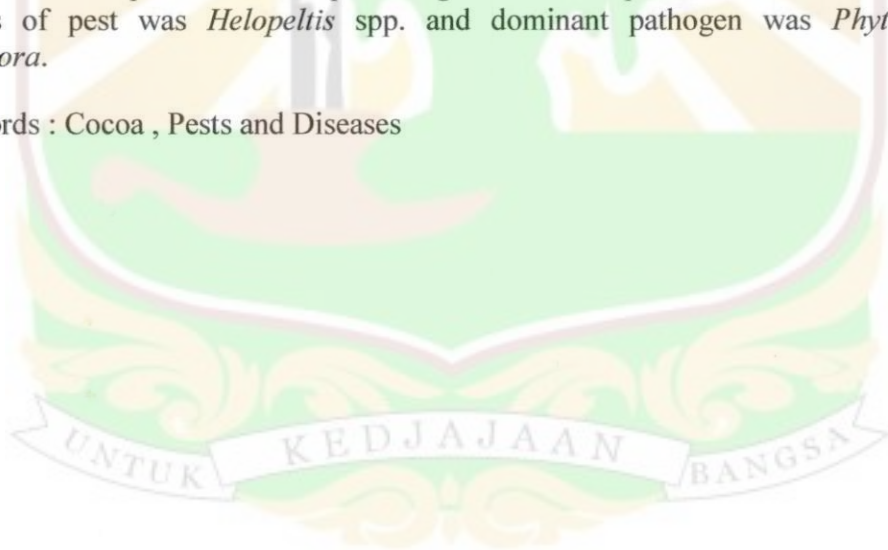 s of pest was Helopeltis spp. and dominant pathogen was Phyt
ora.
rds : Cocoa , Pests and Diseases
UNTUK KEDJAJAAN BANGSA